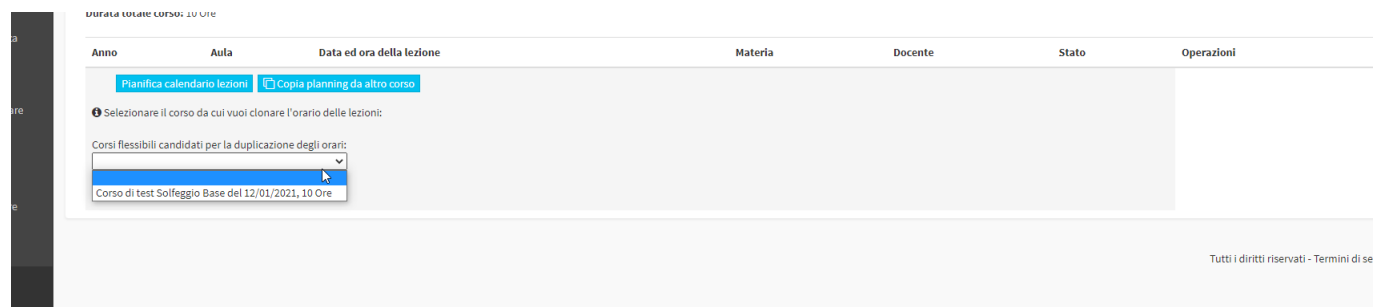 Durata totale corso: 10 Ore
ta
Anno Aula Data ed ora della lezione Materia Docente Stato Operazioni
Pianifica calendario lezioni Copia planning da altro corso
are
Selezionare il corso da cui vuoi clonare l'orario delle lezioni:
Corsi flessibili candidati per la duplicazione degli orari:
Corso di test Solfeggio Base del 12/01/2021, 10 Ore
e
Tutti i diritti riservati - Termini di se